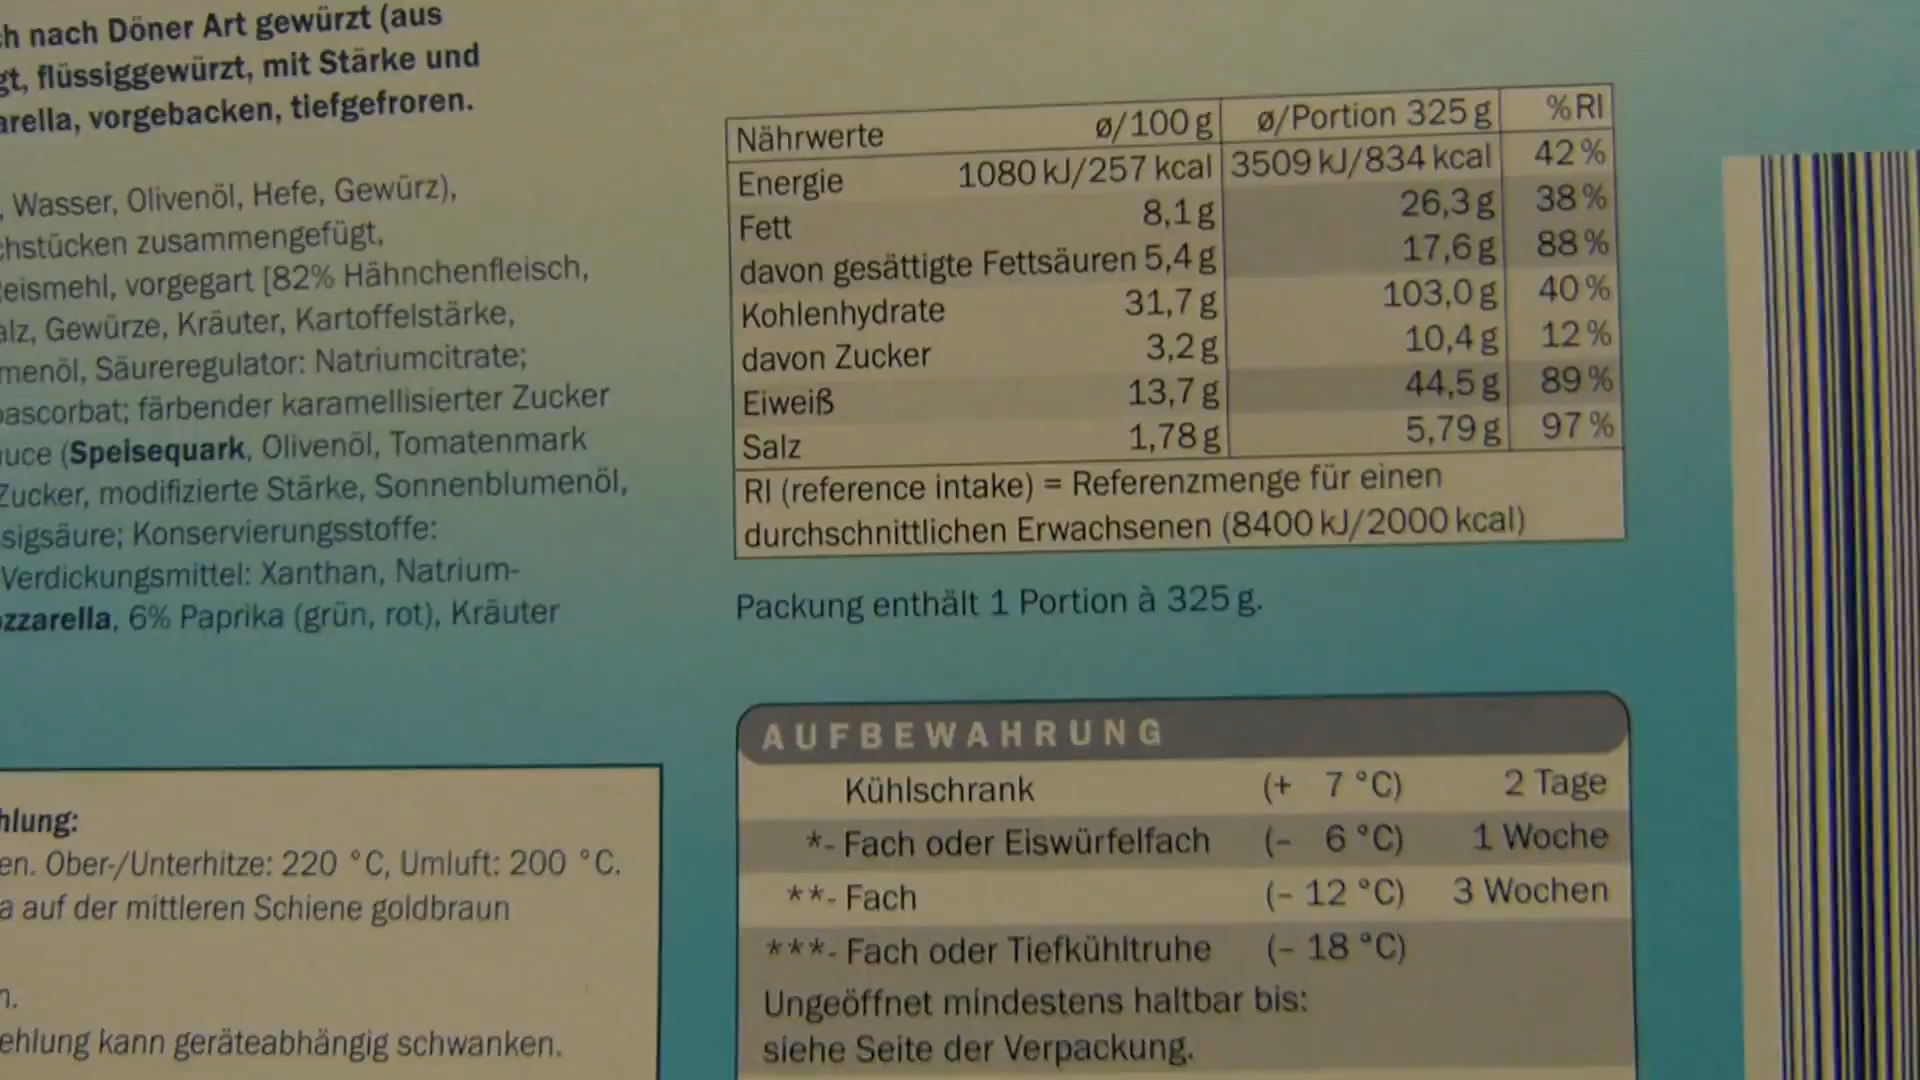 ch nach Döner Art gewürzt (aus
gt, flüssiggewürzt, mit Stärke und
arella, vorgebacken, tiefgefroren.
, Wasser, Olivenöl, Hefe, Gewürz),
chstücken zusammengefügt,
eismehl, vorgegart [82% Hähnchenfleisch,
alz, Gewürze, Kräuter, Kartoffelstärke,
menöl, Säureregulator: Natriumcitrate;
ascorbat; färbender karamellisierter Zucker
uce (Speisequark, Olivenöl, Tomatenmark
Zucker, modifizierte Stärke, Sonnenblumenöl,
sigsäure; Konservierungsstoffe:
Verdickungsmittel: Xanthan, Natrium-
zzarella, 6% Paprika (grün, rot), Kräuter
hlung:
en. Ober-/Unterhitze: 220 °C, Umluft: 200 °C.
a auf der mittleren Schiene goldbraun
n.
ehlung kann geräteabhängig schwanken.
Nährwerte ø/100 g ø/Portion 325 g %RI
Energie 1080 kJ/257 kcal 3509 kJ/834 kcal 42%
Fett 8,1 g 26,3 g 38%
davon gesättigte Fettsäuren 5,4 g 17,6 g 88%
Kohlenhydrate 31,7 g 103,0 g 40%
davon Zucker 3,2 g 10,4 g 12%
Eiweiß 13,7 g 44,5 g 89%
Salz 1,78 g 5,79 g 97%
RI (reference intake) = Referenzmenge für einen
durchschnittlichen Erwachsenen (8400 kJ/2000 kcal)
Packung enthält 1 Portion à 325 g.
AUFBEWAHRUNG
Kühlschrank (+ 7 °C) 2 Tage
*- Fach oder Eiswürfelfach (- 6 °C) 1 Woche
**- Fach (- 12 °C) 3 Wochen
***- Fach oder Tiefkühltruhe (- 18 °C)
Ungeöffnet mindestens haltbar bis:
siehe Seite der Verpackung.